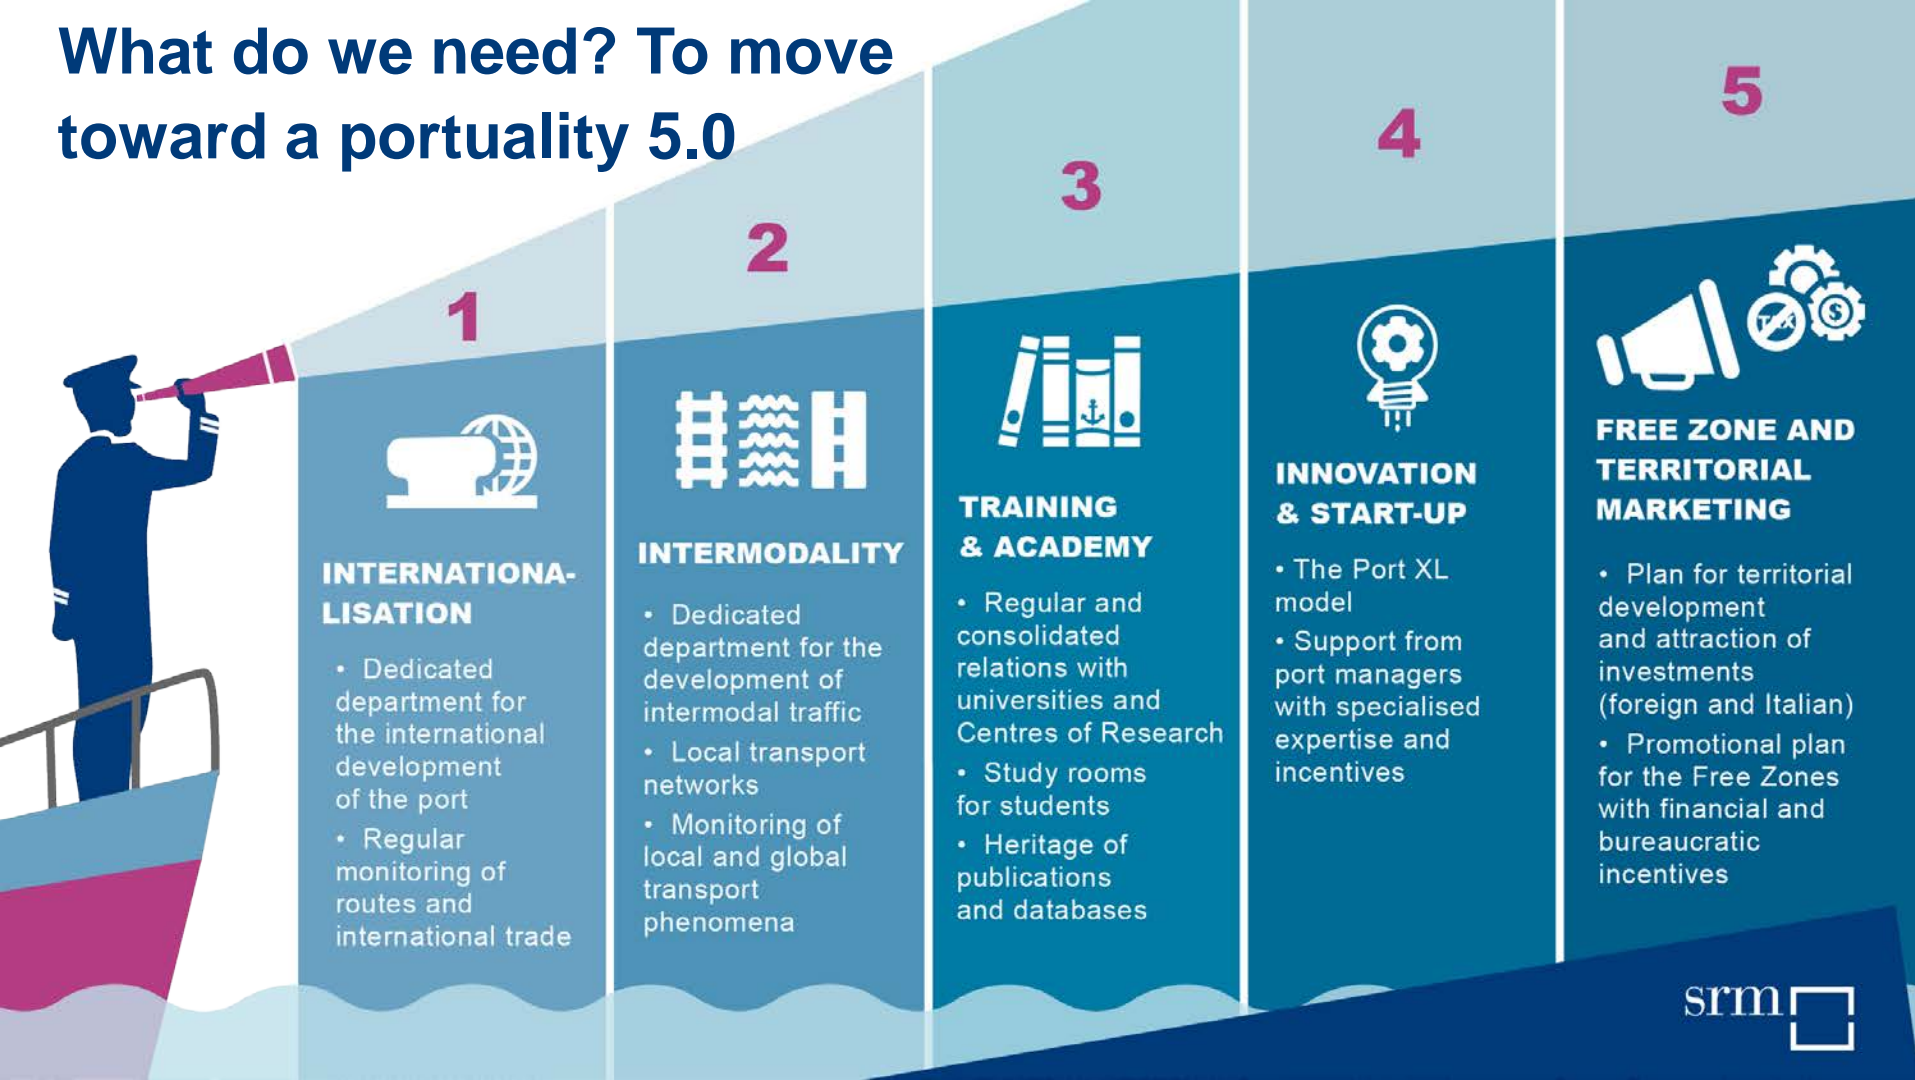 What do we need? To move
toward a portuality 5.0
1
INTERNATIONA-
LISATION
• Dedicated
department for
the international
development
of the port
• Regular
monitoring of
routes and
international trade
2
INTERMODALITY
• Dedicated
department for the
development of
intermodal traffic
• Local transport
networks
• Monitoring of
local and global
transport
phenomena
3
TRAINING
& ACADEMY
• Regular and
consolidated
relations with
universities and
Centres of Research
• Study rooms
for students
• Heritage of
publications
and databases
4
INNOVATION
& START-UP
• The Port XL
model
• Support from
port managers
with specialised
expertise and
incentives
5
TAX
$
FREE ZONE AND
TERRITORIAL
MARKETING
• Plan for territorial
development
and attraction of
investments
(foreign and Italian)
• Promotional plan
for the Free Zones
with financial and
bureaucratic
incentives
srm